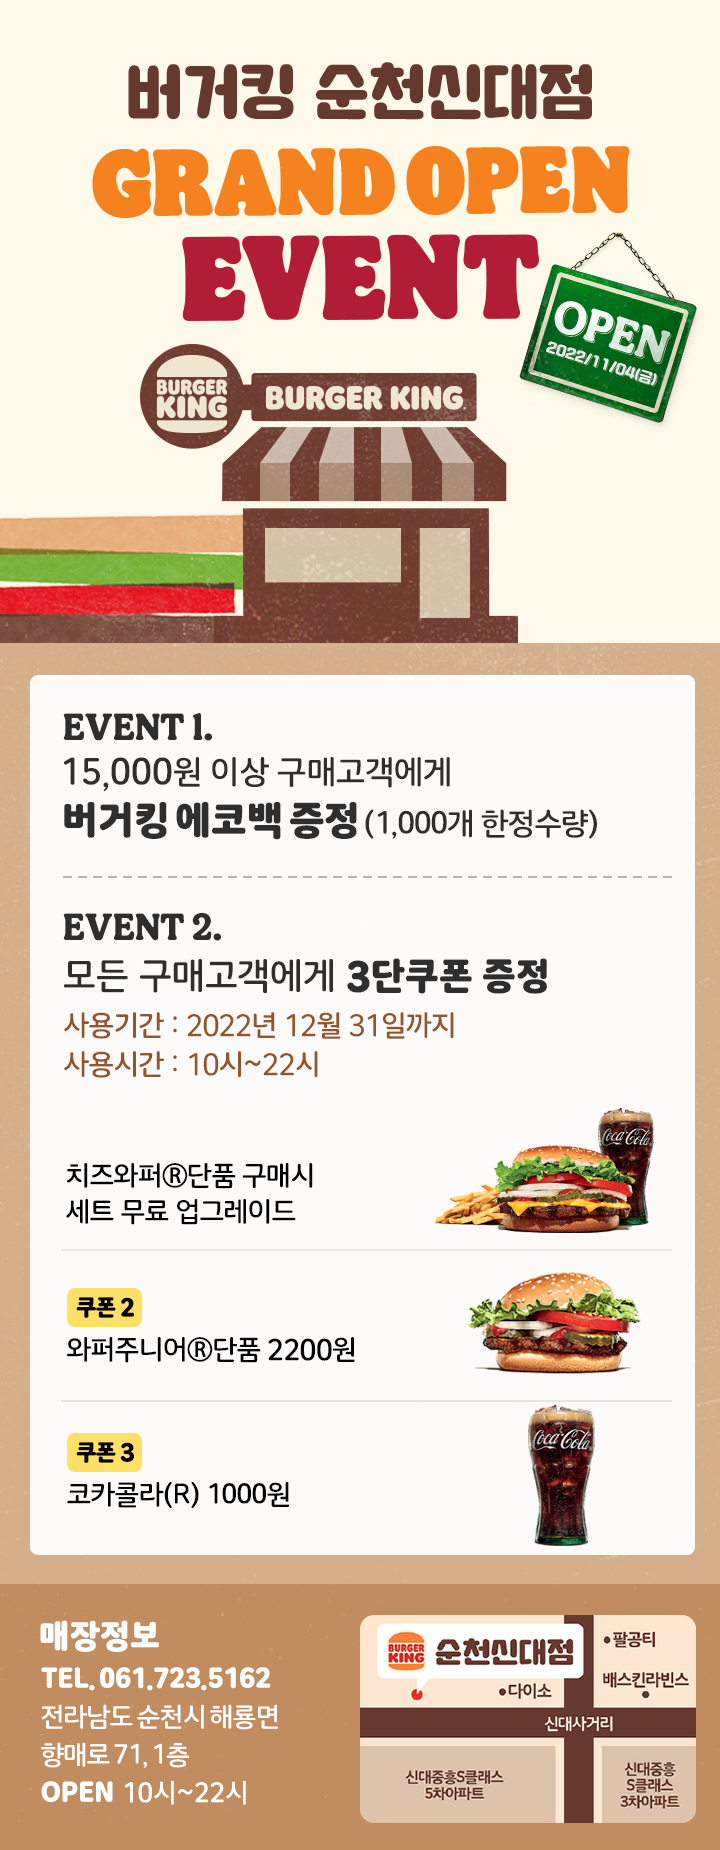 버거킹 순천신대점
GRAND OPEN
EVENT
OPEN
2022/11/04(금)
BURGER
KING
BURGER KING
EVENT 1.
15,000원 이상 구매고객에게
버거킹 에코백 증정 (1,000개 한정수량)
EVENT 2.
모든 구매고객에게 3단쿠폰 증정
사용기간 : 2022년 12월 31일까지
사용시간 : 10시~22시
치즈와퍼®단품 구매시
세트 무료 업그레이드
Coca-Cola
쿠폰 2
와퍼주니어®단품 2200원
쿠폰 3
코카콜라(R) 1000원
Coca-Cola
매장정보
TEL. 061.723.5162
전라남도 순천시 해룡면
향매로 71, 1층
OPEN 10시~22시
BURGER
KING
순천신대점
팔공티
배스킨라빈스
다이소
신대사거리
신대중흥S클래스
5차아파트
신대중흥
S클래스
3차아파트